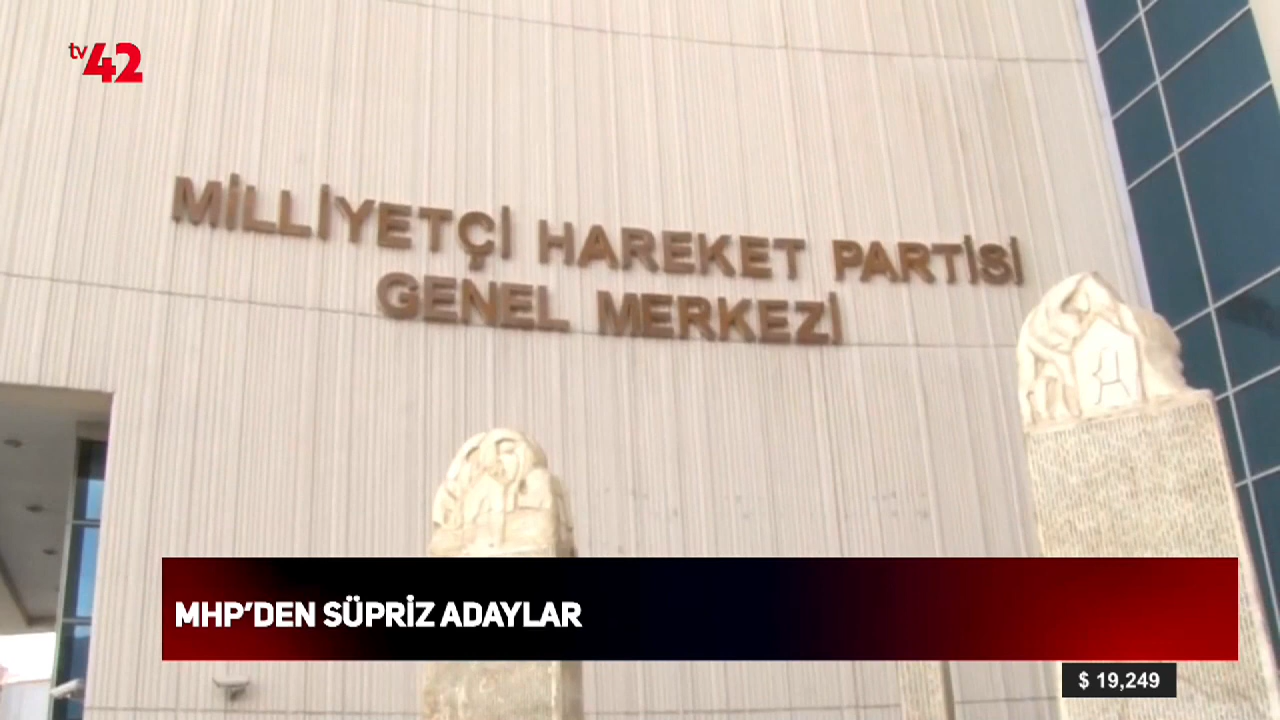 tv42
MİLLİYETÇİ HAREKET PARTİSİ
GENEL MERKEZİ
MHP’DEN SÜPRİZ ADAYLAR
$ 19,249